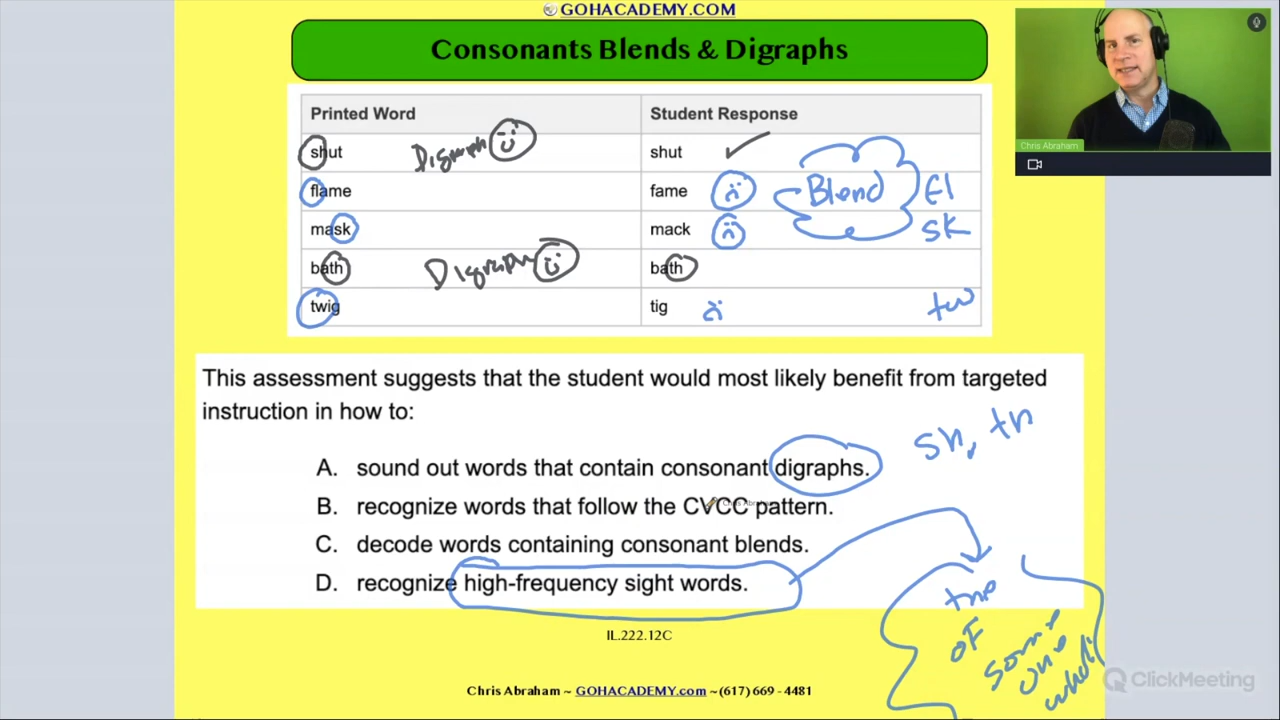 GOHACADEMY.COM
Consonants Blends & Digraphs
Printed Word Student Response
shut Digraph shut
flame fame Blend Fl
mask mack SK
bath Digraph bath
twig tig tw
Chris Abraham
This assessment suggests that the student would most likely benefit from targeted
instruction in how to:
A. sound out words that contain consonant digraphs. sh, th
B. recognize words that follow the CVCC pattern.
Chris Abraham
C. decode words containing consonant blends.
D. recognize high-frequency sight words.
the
of
some
one
IL.222.12C
Chris Abraham ~ GOHACADEMY.com ~(617) 669 - 4481
ClickMeeting